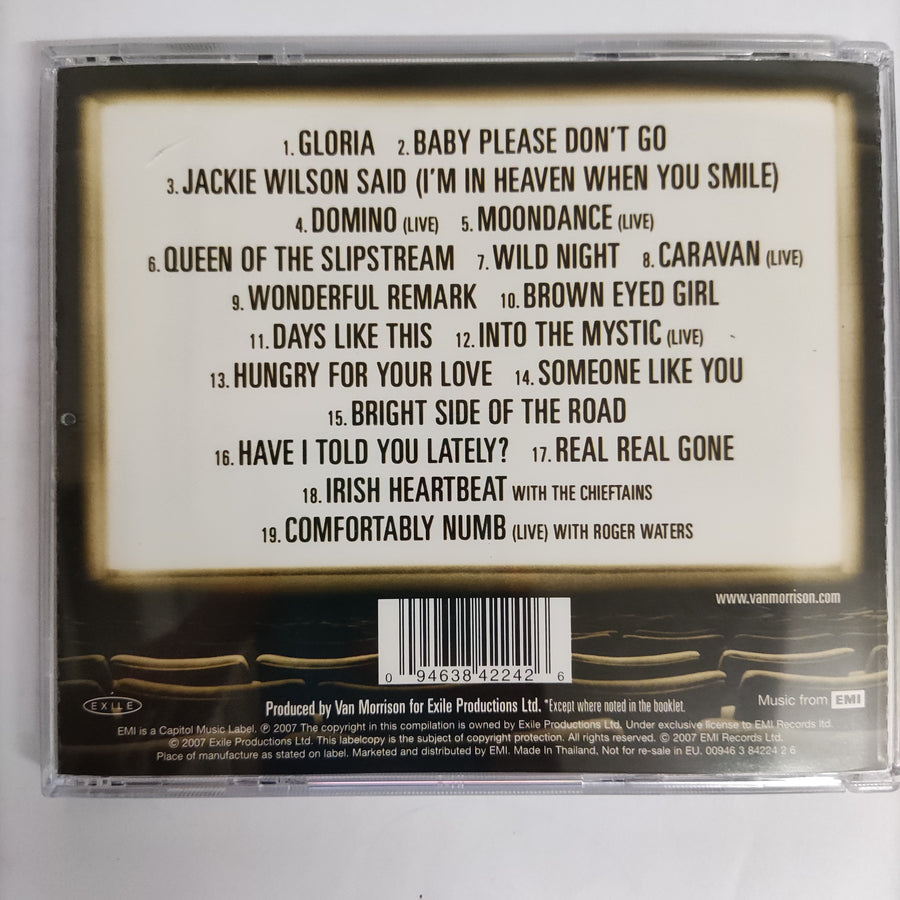 1. GLORIA 2. BABY PLEASE DON'T GO
3. JACKIE WILSON SAID (I'M IN HEAVEN WHEN YOU SMILE)
4. DOMINO (LIVE) 5. MOONDANCE (LIVE)
6. QUEEN OF THE SLIPSTREAM 7. WILD NIGHT 8. CARAVAN (LIVE)
9. WONDERFUL REMARK 10. BROWN EYED GIRL
11. DAYS LIKE THIS 12. INTO THE MYSTIC (LIVE)
13. HUNGRY FOR YOUR LOVE 14. SOMEONE LIKE YOU
15. BRIGHT SIDE OF THE ROAD
16. HAVE I TOLD YOU LATELY? 17. REAL REAL GONE
18. IRISH HEARTBEAT WITH THE CHIEFTAINS
19. COMFORTABLY NUMB (LIVE) WITH ROGER WATERS
www.vanmorrison.com
0 94638 42242 6
EXILE
Produced by Van Morrison for Exile Productions Ltd. *Except where noted in the booklet.
Music from EMI
EMI is a Capitol Music Label. ℗ 2007 The copyright in this compilation is owned by Exile Productions Ltd. Under exclusive license to EMI Records ltd.
© 2007 Exile Productions Ltd. This labelcopy is the subject of copyright protection. All rights reserved. © 2007 EMI Records Ltd.
Place of manufacture as stated on label. Marketed and distributed by EMI. Made in Thailand, Not for re-sale in EU. 00946 3 84224 2 6